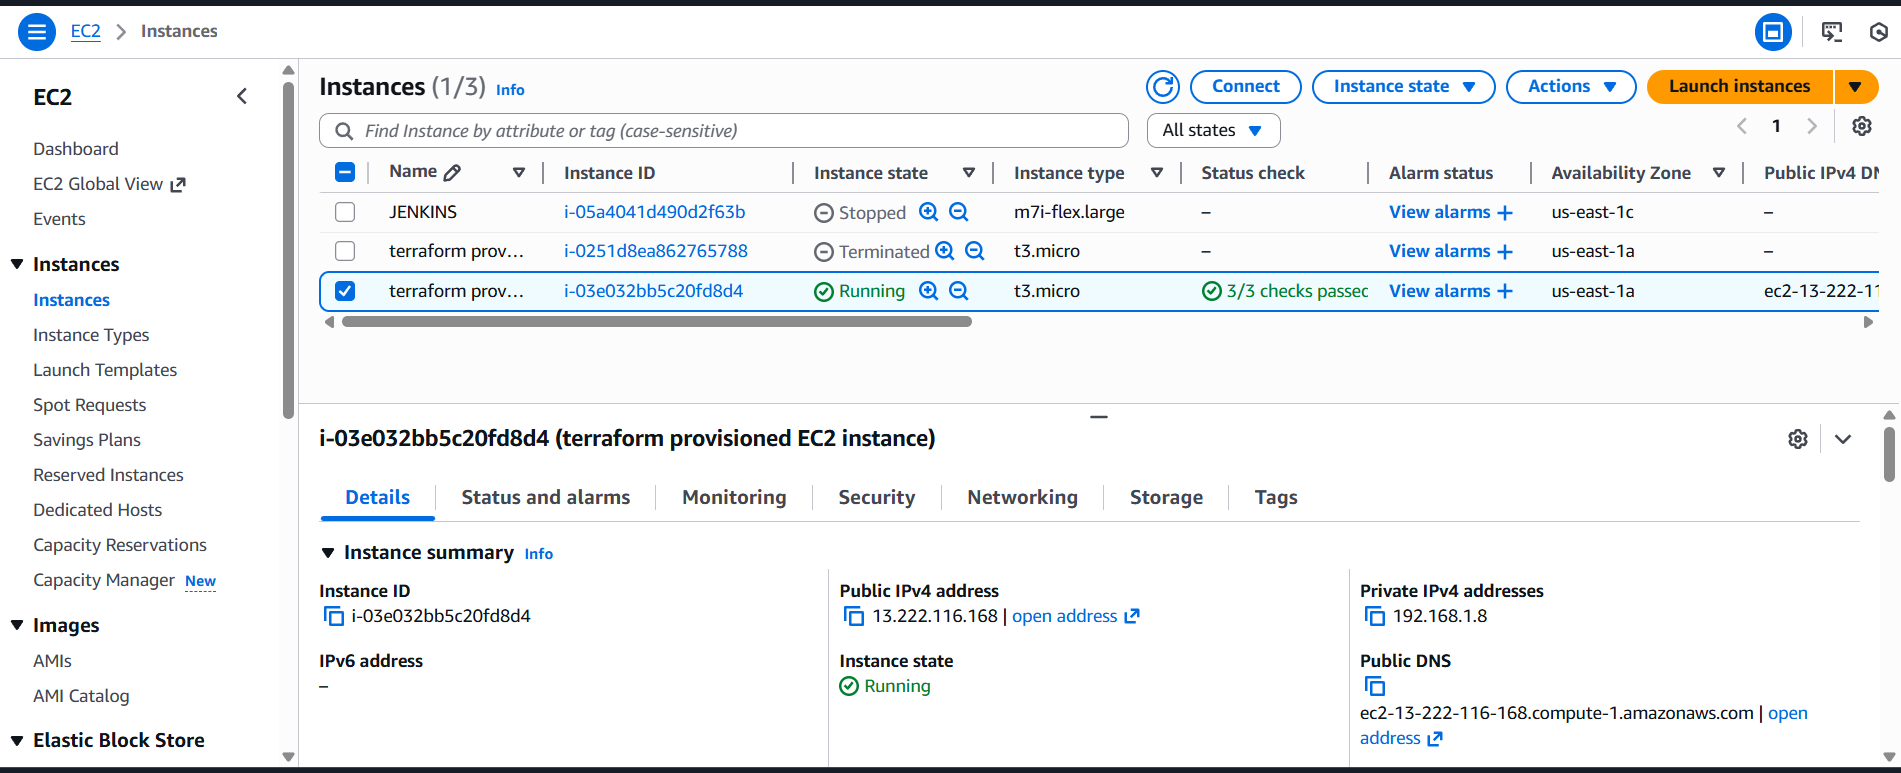 EC2 > Instances
EC2
Dashboard
EC2 Global View
Events
Instances
Instances
Instance Types
Launch Templates
Spot Requests
Savings Plans
Reserved Instances
Dedicated Hosts
Capacity Reservations
Capacity Manager New
Images
AMIs
AMI Catalog
Elastic Block Store
Instances (1/3) Info
Connect Instance state Actions Launch instances
Find Instance by attribute or tag (case-sensitive) All states 1
Name Instance ID Instance state Instance type Status check Alarm status Availability Zone Public IPv4 DN
JENKINS i-05a4041d490d2f63b Stopped m7i-flex.large – View alarms + us-east-1c –
terraform prov… i-0251d8ea862765788 Terminated t3.micro – View alarms + us-east-1a –
terraform prov… i-03e032bb5c20fd8d4 Running t3.micro 3/3 checks passed View alarms + us-east-1a ec2-13-222-11
i-03e032bb5c20fd8d4 (terraform provisioned EC2 instance)
Details Status and alarms Monitoring Security Networking Storage Tags
Instance summary Info
Instance ID
i-03e032bb5c20fd8d4
IPv6 address
–
Public IPv4 address
13.222.116.168 | open address
Instance state
Running
Private IPv4 addresses
192.168.1.8
Public DNS
ec2-13-222-116-168.compute-1.amazonaws.com | open
address